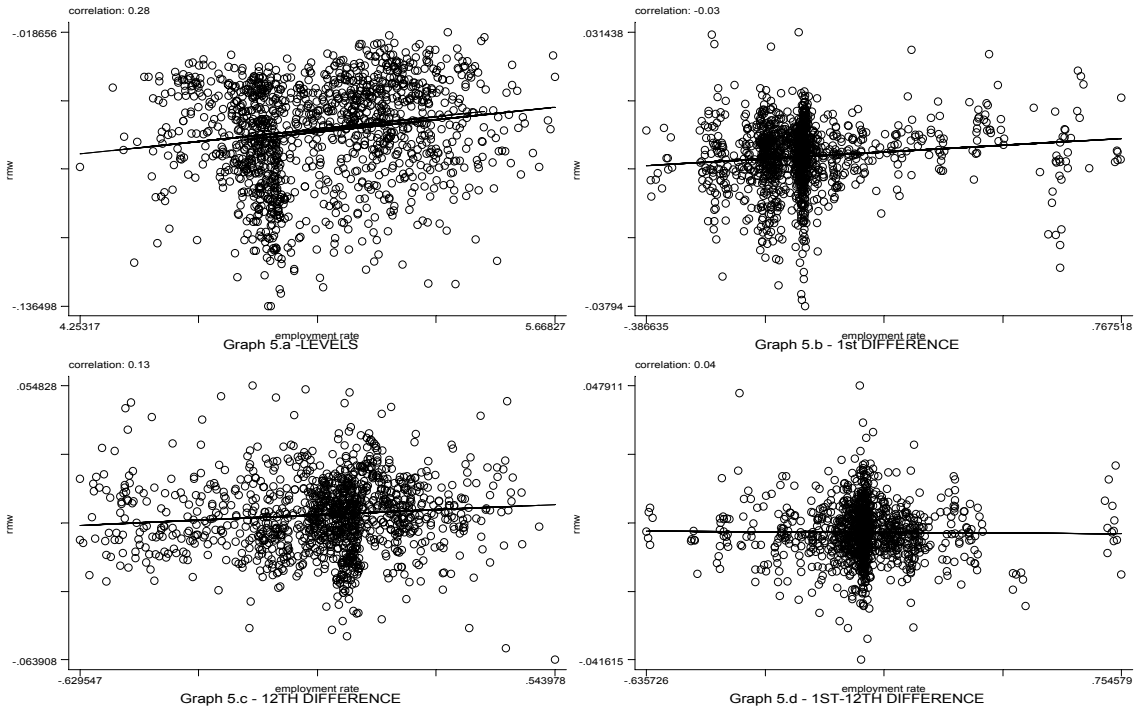 correlation: 0.28
-.018656
rmw
-.136498
4.25317
5.66827
employment rate
Graph 5.a -LEVELS
correlation: -0.03
.031438
rmw
-.03794
-.386635
.767518
employment rate
Graph 5.b - 1st DIFFERENCE
correlation: 0.13
.054828
rmw
-.063908
-.629547
.543978
employment rate
Graph 5.c - 12TH DIFFERENCE
correlation: 0.04
.047911
rmw
-.041615
-.635726
.754579
employment rate
Graph 5.d - 1ST-12TH DIFFERENCE